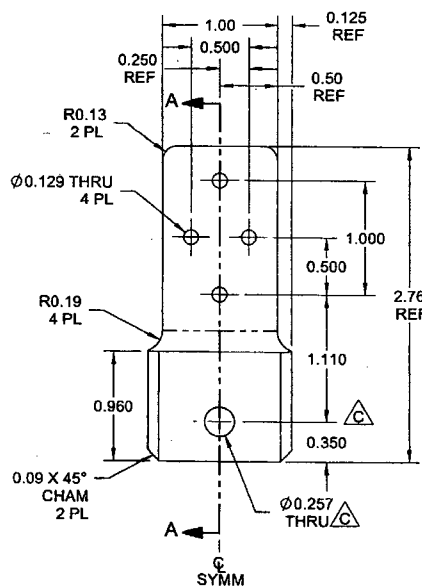 1.00
0.125
REF
0.500
0.250
REF
0.50
REF
A
R0.13
2 PL
Ø0.129 THRU
4 PL
1.000
0.500
2.76
REF
R0.19
4 PL
1.110
0.960
C
0.350
0.09 X 45°
CHAM
2 PL
Ø0.257
THRU C
A
℄
SYMM